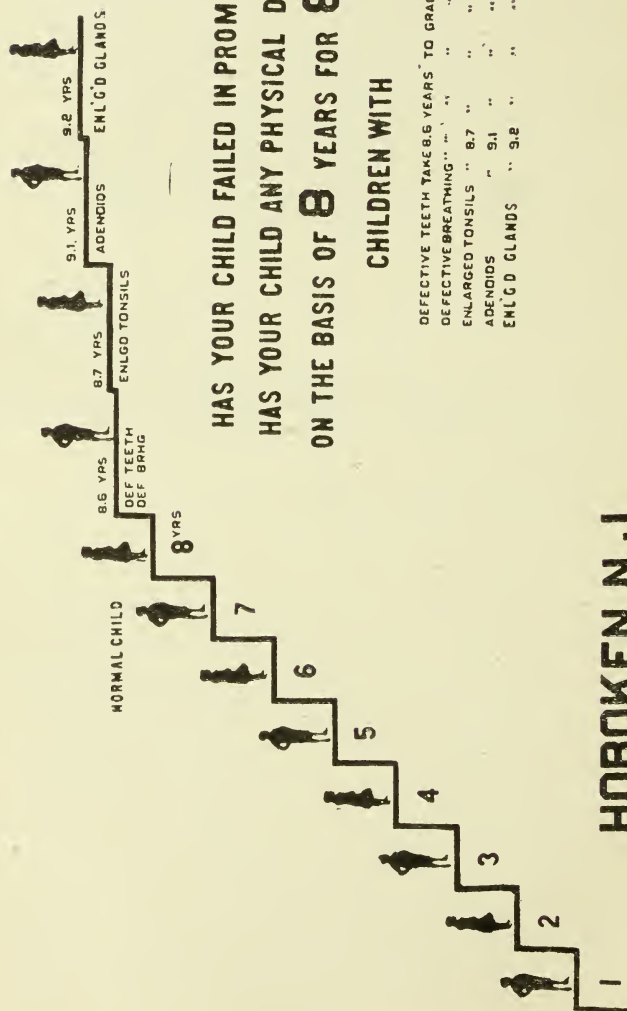 9.2 YRS
ENL'G'D GLANDS
9.1. YRS
ADENOIDS
8.7 YRS
ENLGD TONSILS
8.6 YRS
DEF TEETH
DEF BRHG
NORMAL CHILD
8 YRS
7
6
5
4
3
2
1
HAS YOUR CHILD FAILED IN PROM
HAS YOUR CHILD ANY PHYSICAL D
ON THE BASIS OF 8 YEARS FOR 8
CHILDREN WITH
DEFECTIVE TEETH TAKE 8.6 YEARS TO GRA
DEFECTIVE BREATHING " " " "
ENLARGED TONSILS " 8.7 " " "
ADENOIDS " 9.1 " " "
EML'G'D GLANDS " 9.2 " " "
HOBOKEN N.J